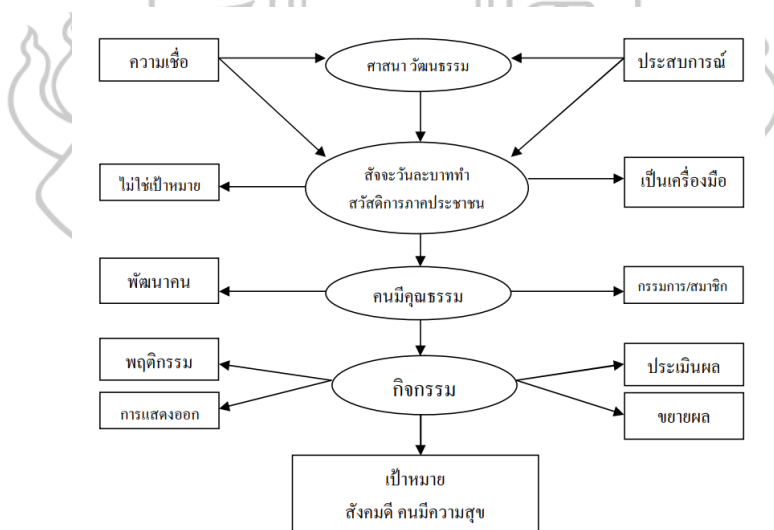 ความเชื่อ
ศาสนา วัฒนธรรม
ประสบการณ์
สัจจะวันละบาททำ
สวัสดิการภาคประชาชน
ไม่ใช่เป้าหมาย
เป็นเครื่องมือ
พัฒนาคน
คนมีคุณธรรม
กรรมการ/สมาชิก
พฤติกรรม
กิจกรรม
ประเมินผล
การแสดงออก
ขยายผล
เป้าหมาย
สังคมดี คนมีความสุข